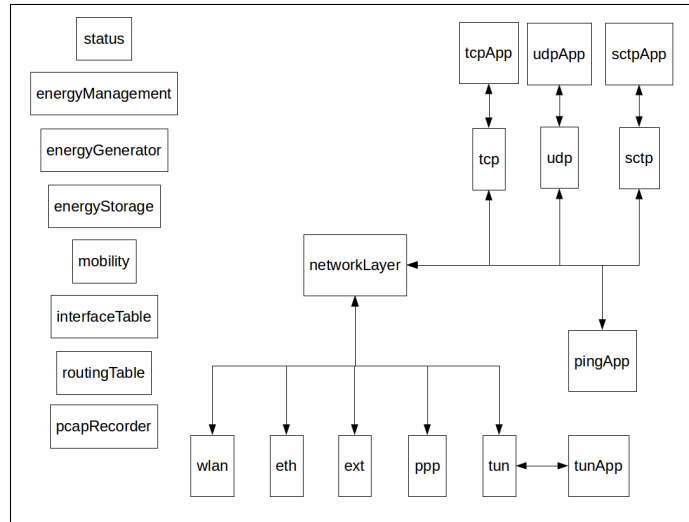 status
energyManagement
energyGenerator
energyStorage
mobility
interfaceTable
routingTable
pcapRecorder
tcpApp
udpApp
sctpApp
tcp
udp
sctp
networkLayer
pingApp
wlan
eth
ext
ppp
tun
tunApp